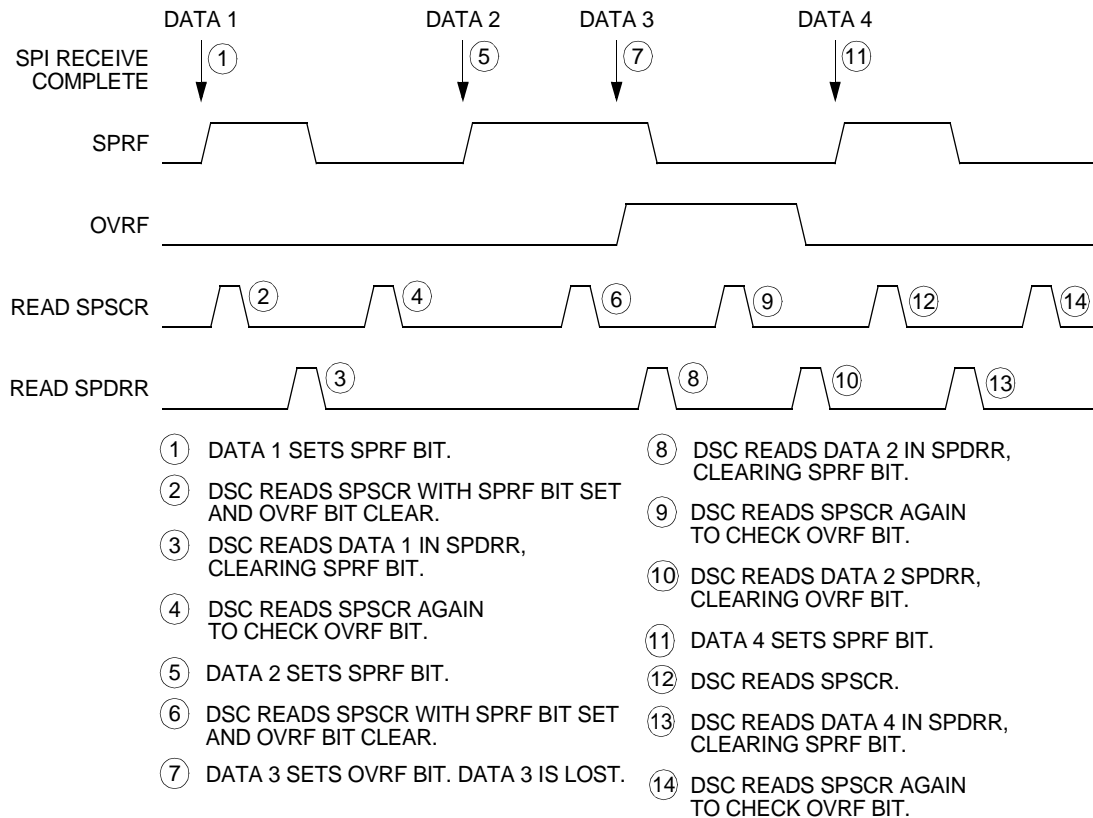 DATA 1 DATA 2 DATA 3 DATA 4
SPI RECEIVE
COMPLETE
1 5 7 11
SPRF
OVRF
READ SPSCR
2 4 6 9 12 14
READ SPDRR
3 8 10 13
1 DATA 1 SETS SPRF BIT.
2 DSC READS SPSCR WITH SPRF BIT SET
AND OVRF BIT CLEAR.
3 DSC READS DATA 1 IN SPDRR,
CLEARING SPRF BIT.
4 DSC READS SPSCR AGAIN
TO CHECK OVRF BIT.
5 DATA 2 SETS SPRF BIT.
6 DSC READS SPSCR WITH SPRF BIT SET
AND OVRF BIT CLEAR.
7 DATA 3 SETS OVRF BIT. DATA 3 IS LOST.
8 DSC READS DATA 2 IN SPDRR,
CLEARING SPRF BIT.
9 DSC READS SPSCR AGAIN
TO CHECK OVRF BIT.
10 DSC READS DATA 2 SPDRR,
CLEARING OVRF BIT.
11 DATA 4 SETS SPRF BIT.
12 DSC READS SPSCR.
13 DSC READS DATA 4 IN SPDRR,
CLEARING SPRF BIT.
14 DSC READS SPSCR AGAIN
TO CHECK OVRF BIT.